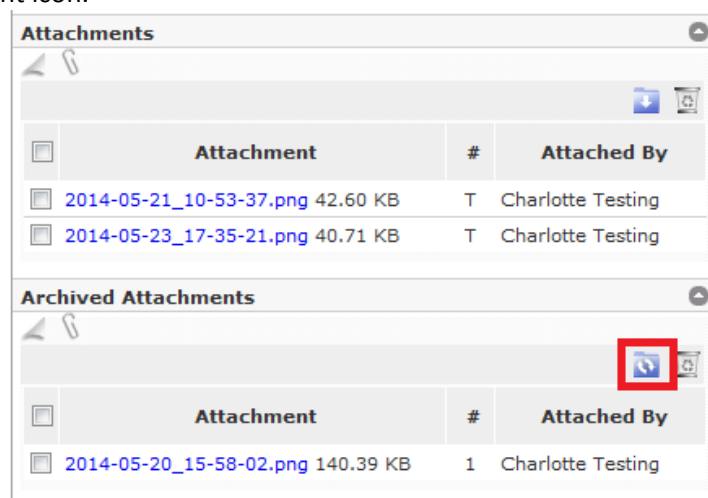 nt icon.
Attachments
Attachment # Attached By
2014-05-21_10-53-37.png 42.60 KB T Charlotte Testing
2014-05-23_17-35-21.png 40.71 KB T Charlotte Testing
Archived Attachments
Attachment # Attached By
2014-05-20_15-58-02.png 140.39 KB 1 Charlotte Testing